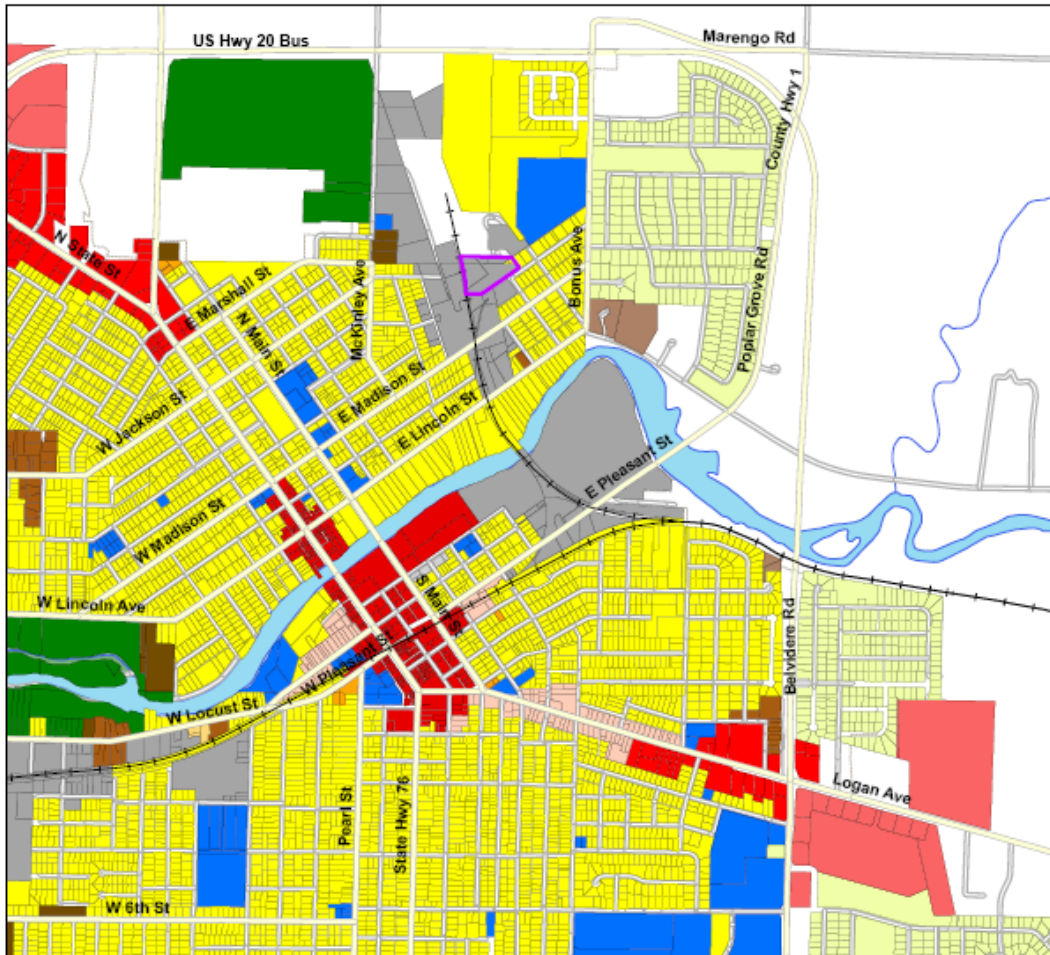 US Hwy 20 Bus
Marengo Rd
County Hwy 1
N State St
E Marshall St
McKinley Ave
Bonus Ave
Poplar Grove Rd
N Main St
E Madison St
E Lincoln St
W Jackson St
E Pleasant St
W Madison St
W Lincoln Ave
S Main St
Belvidere Rd
W Pleasant St
W Locust St
Logan Ave
Pearl St
State Hwy 76
W 6th St